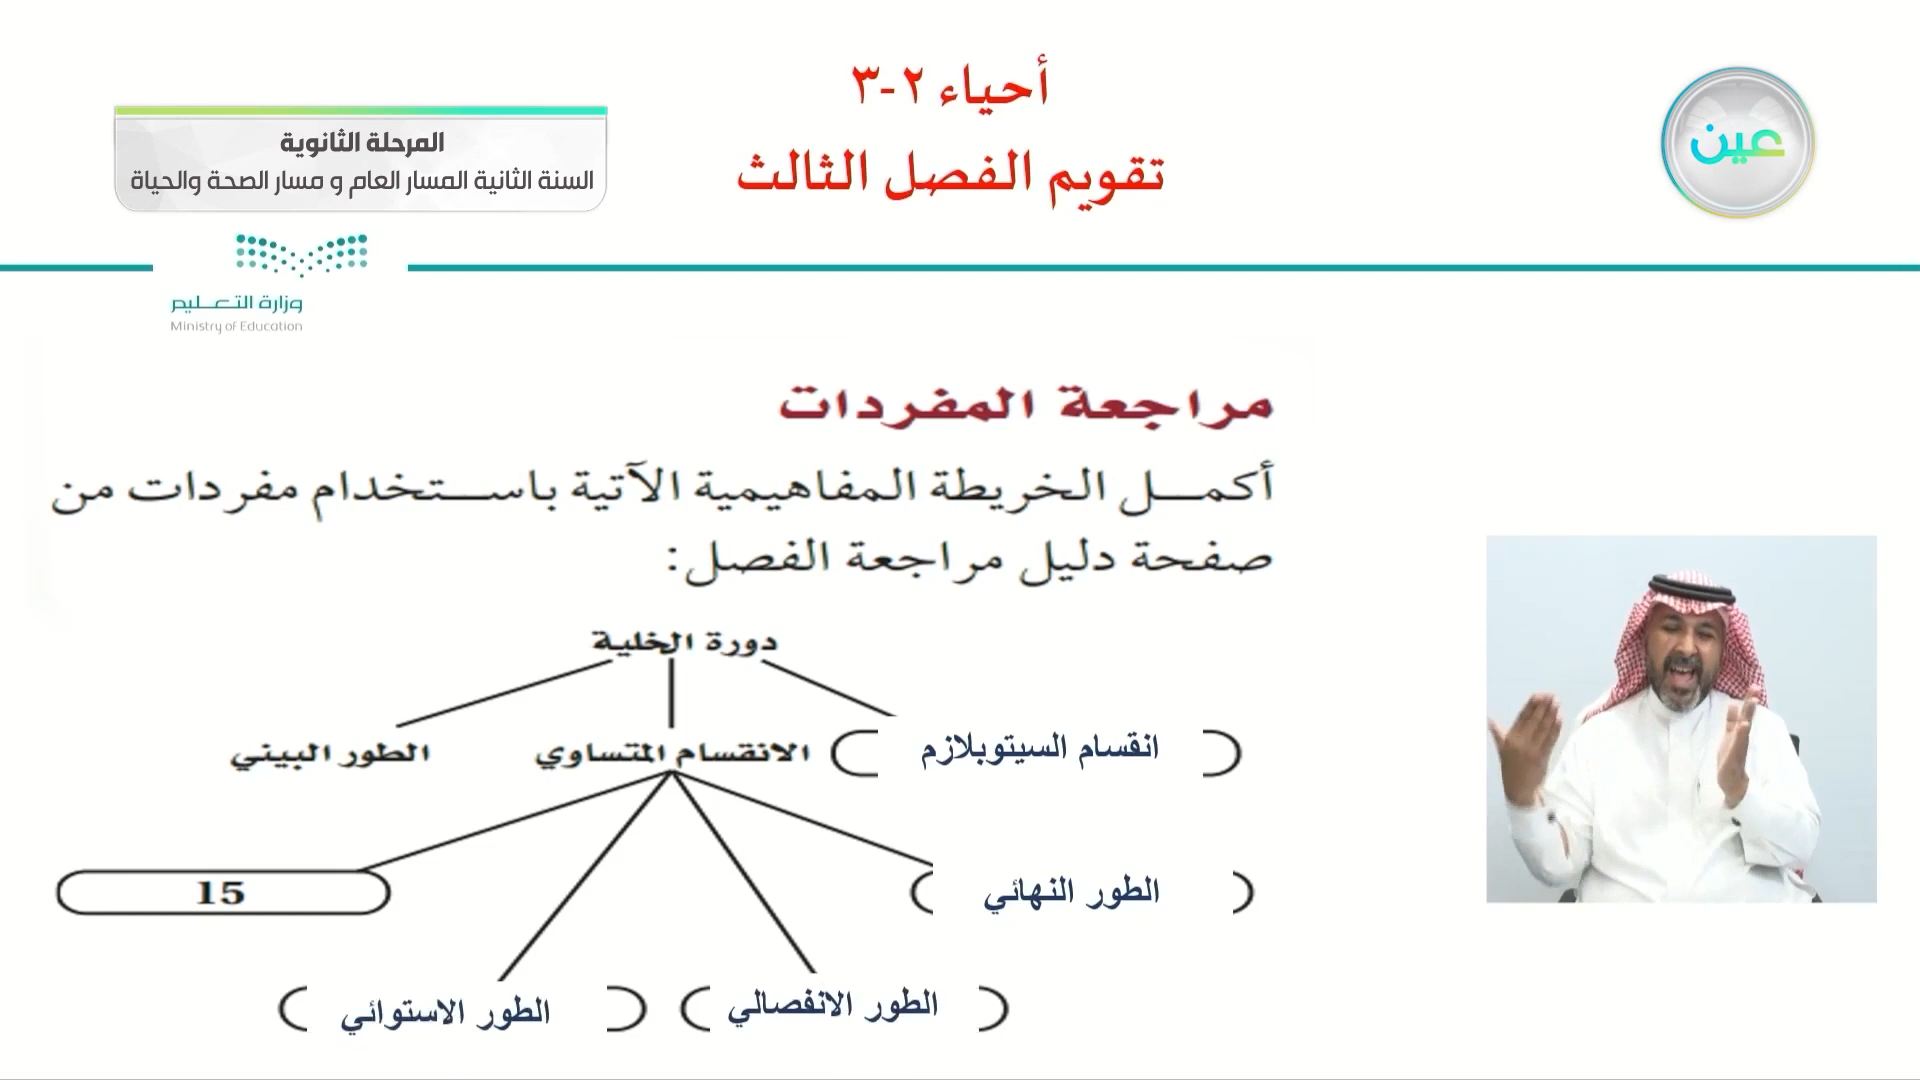 أحياء ٢-٣
تقويم الفصل الثالث
عين
المرحلة الثانوية
السنة الثانية المسار العام و مسار الصحة والحياة
وزارة التعليم
Ministry of Education
مراجعة المفردات
أكمل الخريطة المفاهيمية الآتية باستخدام مفردات من
صفحة دليل مراجعة الفصل:
دورة الخلية
انقسام السيتوبلازم
الانقسام المتساوي
الطور البيني
الطور النهائي
15
الطور الانفصالي
الطور الاستوائي